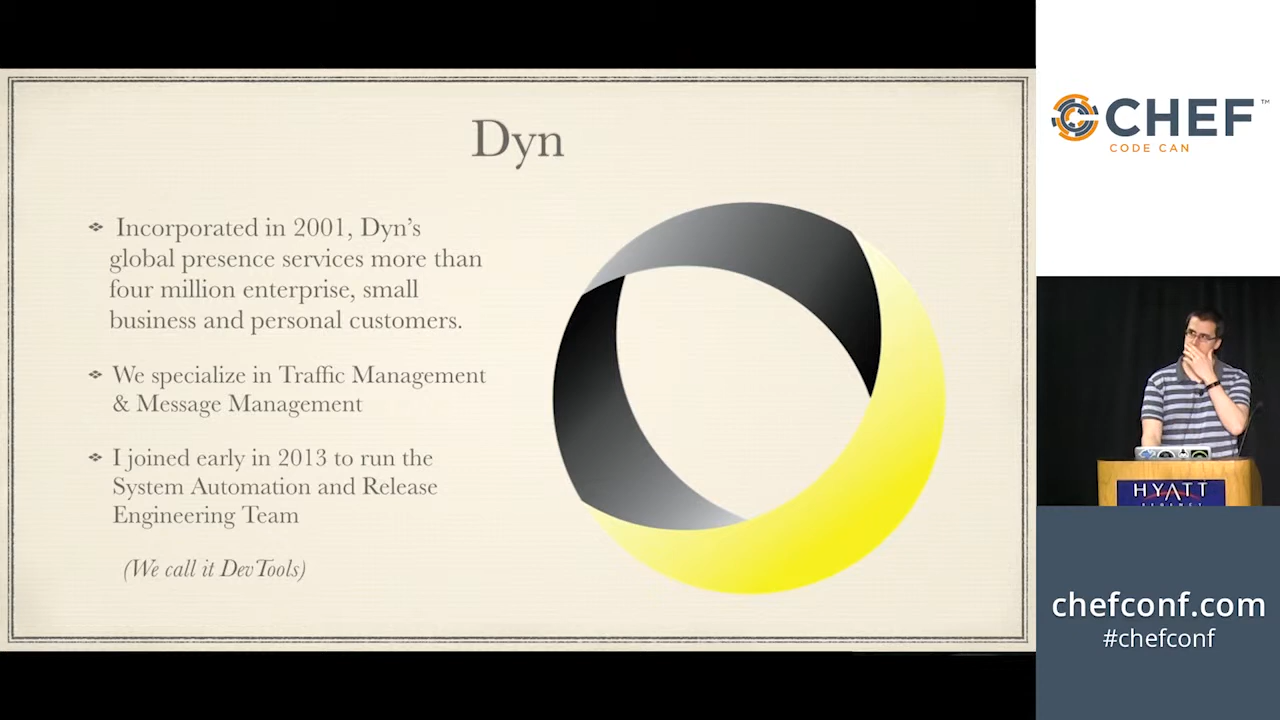 Dyn
Incorporated in 2001, Dyn's
global presence services more than
four million enterprise, small
business and personal customers.
We specialize in Traffic Management
& Message Management
I joined early in 2013 to run the
System Automation and Release
Engineering Team
(We call it DevTools)
CHEF™
CODE CAN
HYATT
chefconf.com
#chefconf